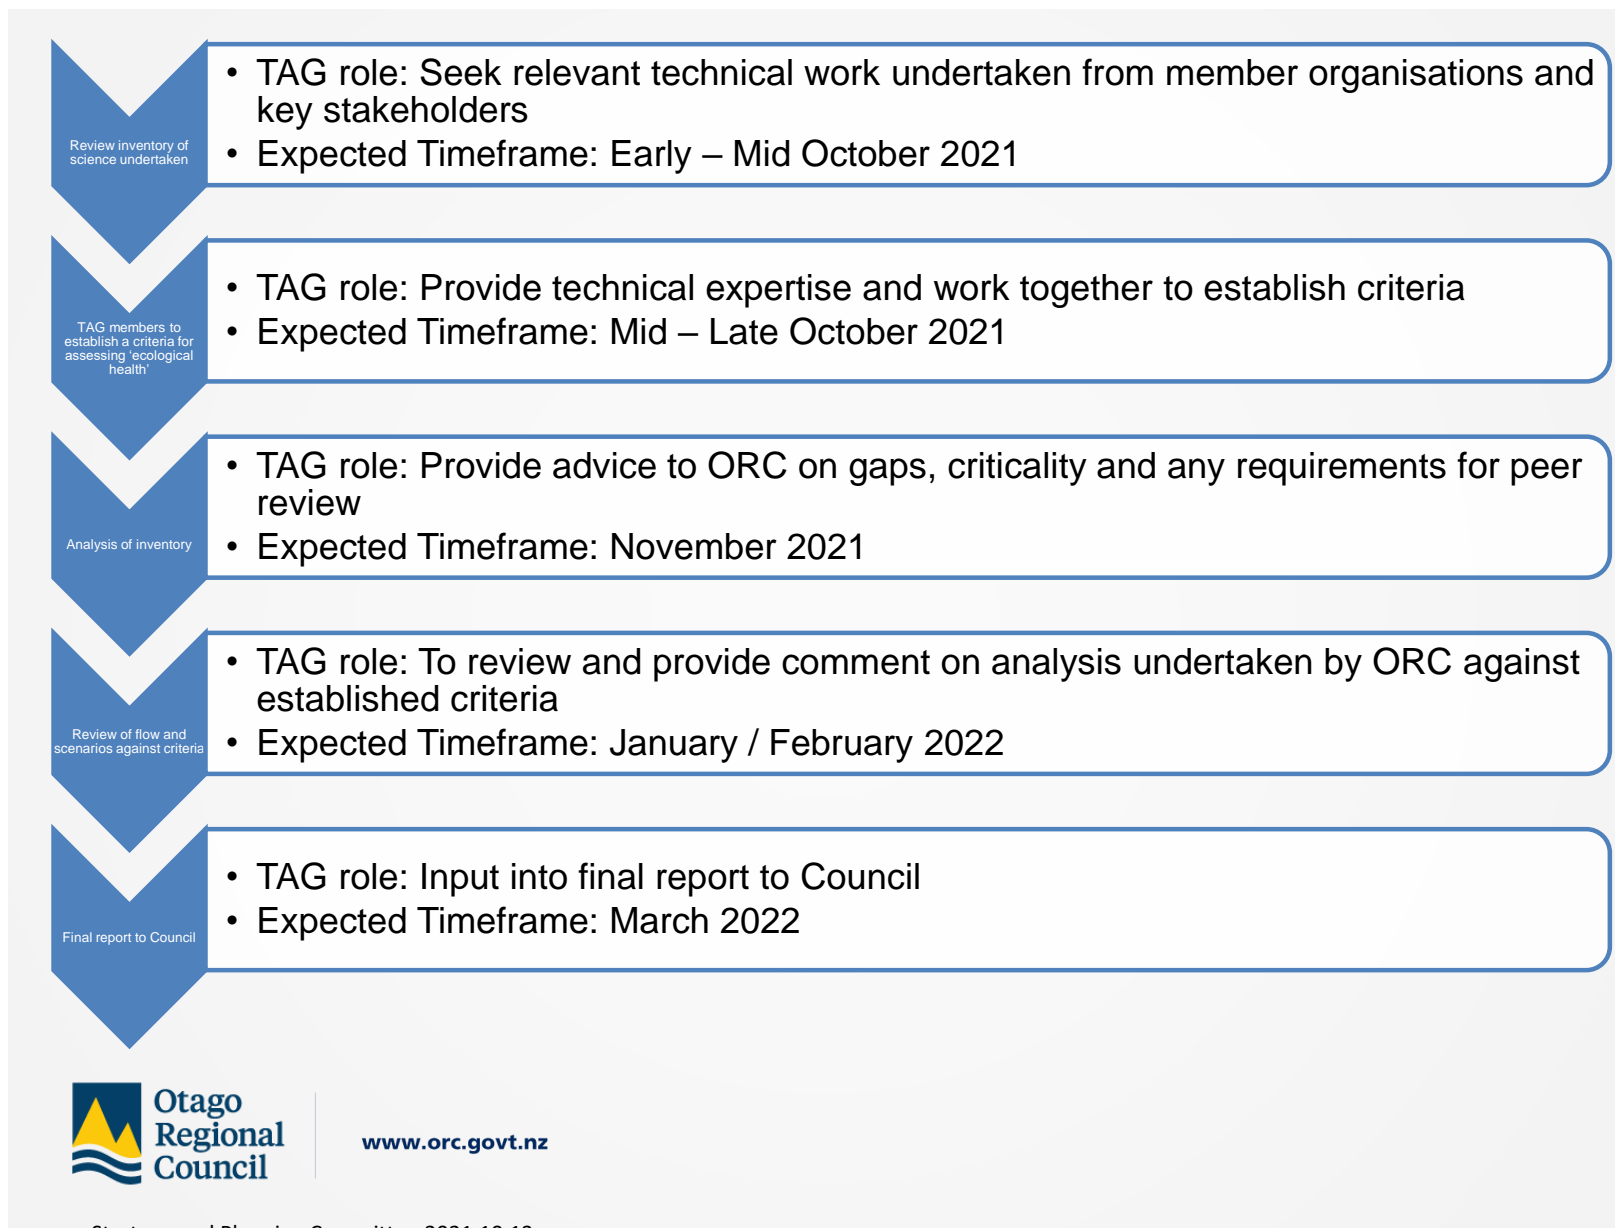 Review inventory of
science undertaken
• TAG role: Seek relevant technical work undertaken from member organisations and
key stakeholders
• Expected Timeframe: Early – Mid October 2021
TAG members to
establish a criteria for
assessing ‘ecological
health’
• TAG role: Provide technical expertise and work together to establish criteria
• Expected Timeframe: Mid – Late October 2021
Analysis of inventory
• TAG role: Provide advice to ORC on gaps, criticality and any requirements for peer
review
• Expected Timeframe: November 2021
Review of flow and
scenarios against criteria
• TAG role: To review and provide comment on analysis undertaken by ORC against
established criteria
• Expected Timeframe: January / February 2022
Final report to Council
• TAG role: Input into final report to Council
• Expected Timeframe: March 2022
Otago
Regional
Council
www.orc.govt.nz